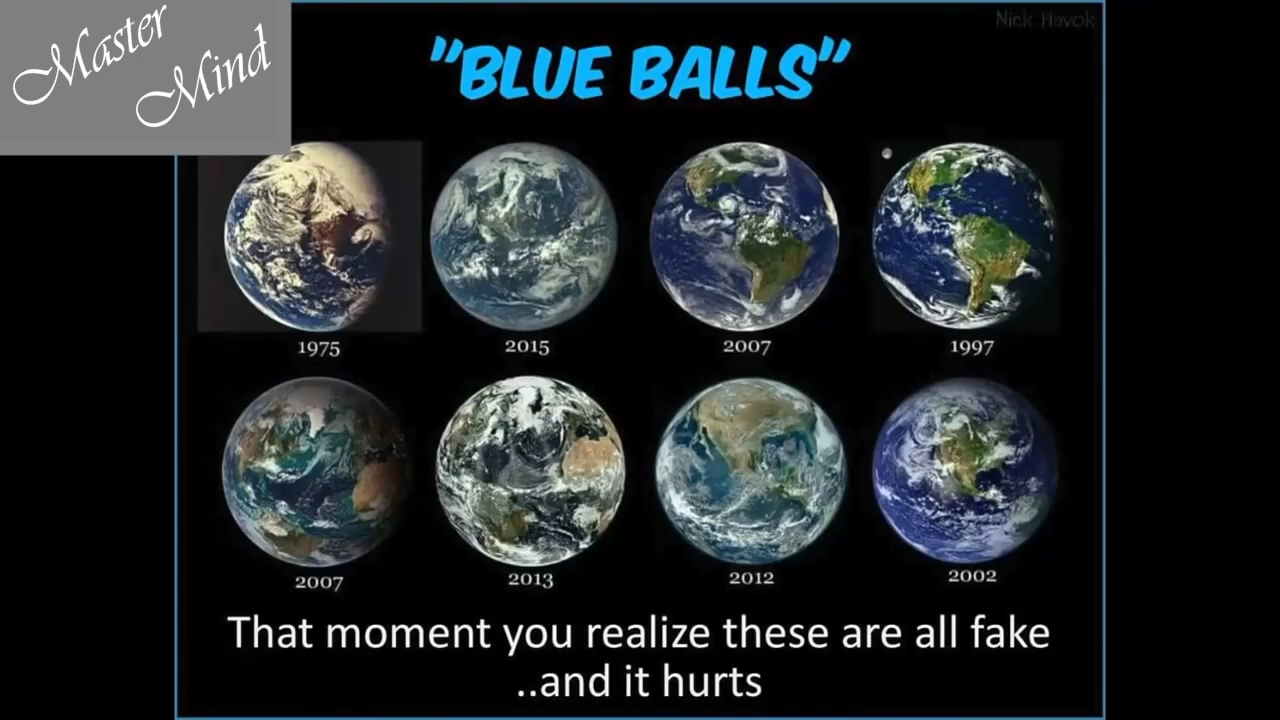 Master
Mind
Nick Havok
"BLUE BALLS"
1975
2015
2007
1997
2007
2013
2012
2002
That moment you realize these are all fake
..and it hurts